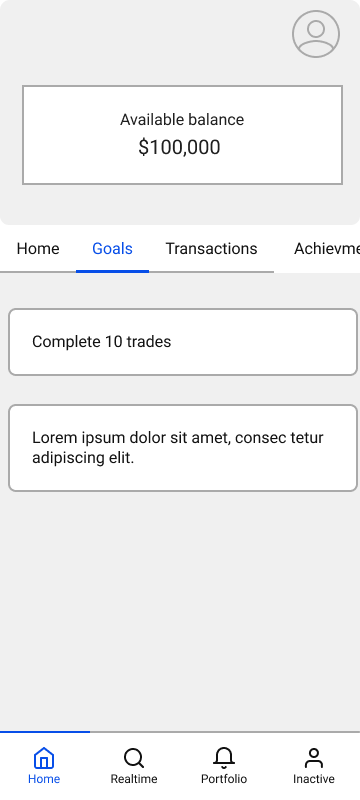 Available balance
$100,000
Home Goals Transactions Achievme
Complete 10 trades
Lorem ipsum dolor sit amet, consec tetur
adipiscing elit.
Home Realtime Portfolio Inactive